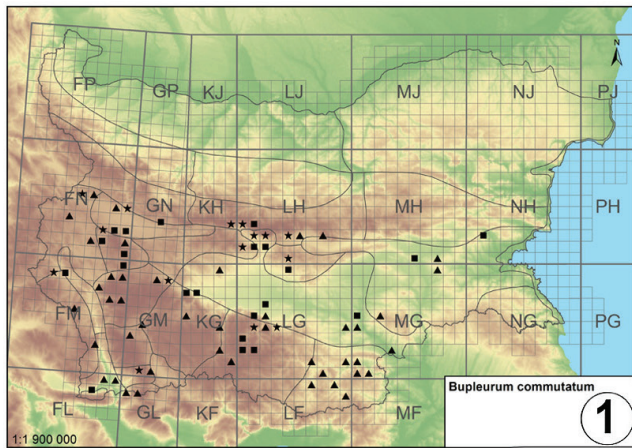 N
FP GP KJ LJ MJ NJ PJ
FN GN KH LH MH NH PH
FM GM KG LG MG NG PG
FL GL KF LF MF
Bupleurum commutatum
1
1:1 900 000